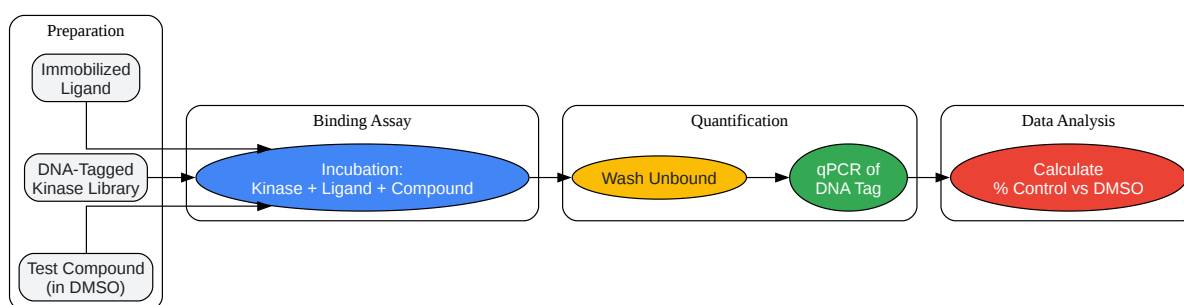 Preparation
Immobilized
Ligand
DNA-Tagged
Kinase Library
Test Compound
(in DMSO)
Binding Assay
Incubation:
Kinase + Ligand + Compound
Quantification
Wash Unbound
qPCR of
DNA Tag
Data Analysis
Calculate
% Control vs DMSO